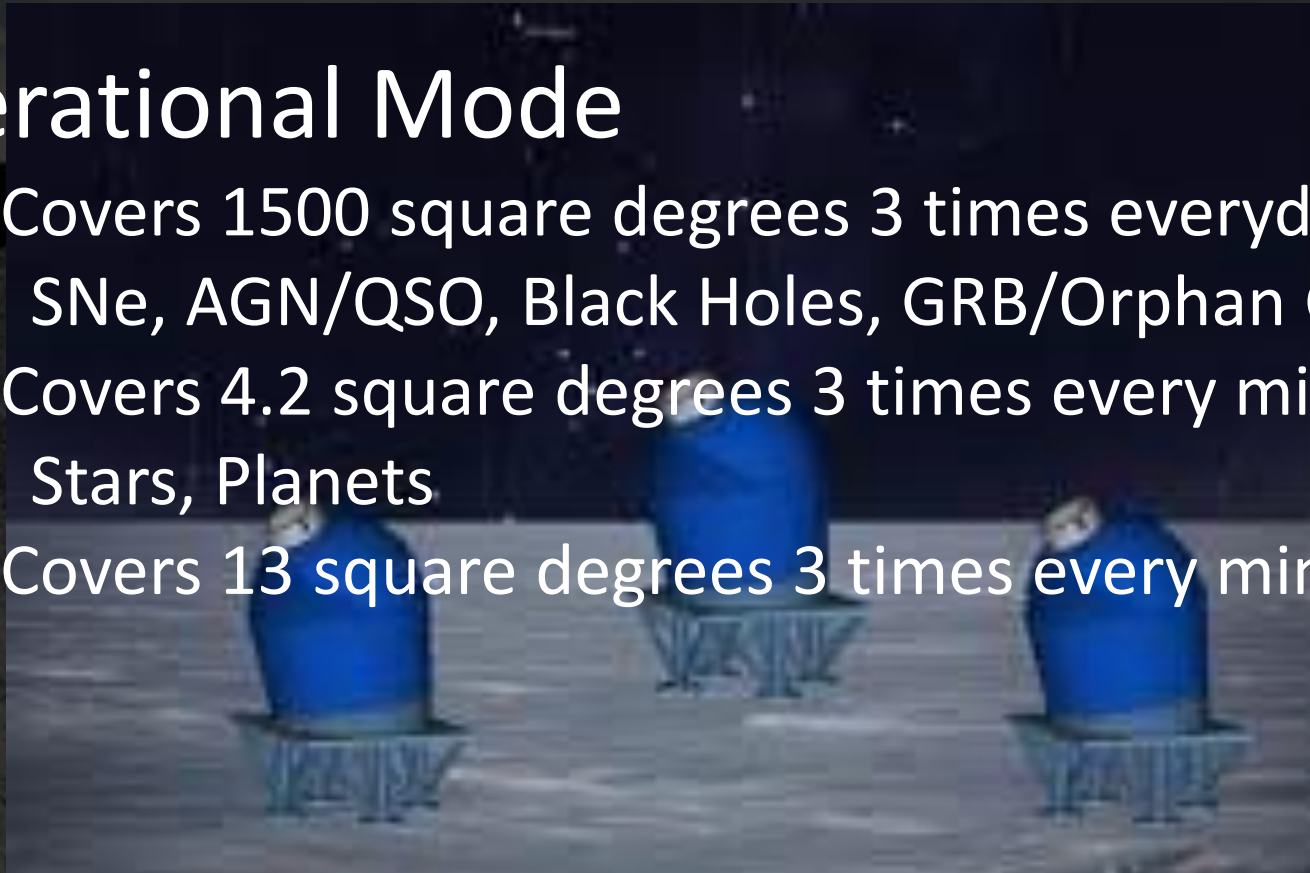 erational Mode
Covers 1500 square degrees 3 times everyd
SNe, AGN/QSO, Black Holes, GRB/Orphan
Covers 4.2 square degrees 3 times every mi
Stars, Planets
Covers 13 square degrees 3 times every min